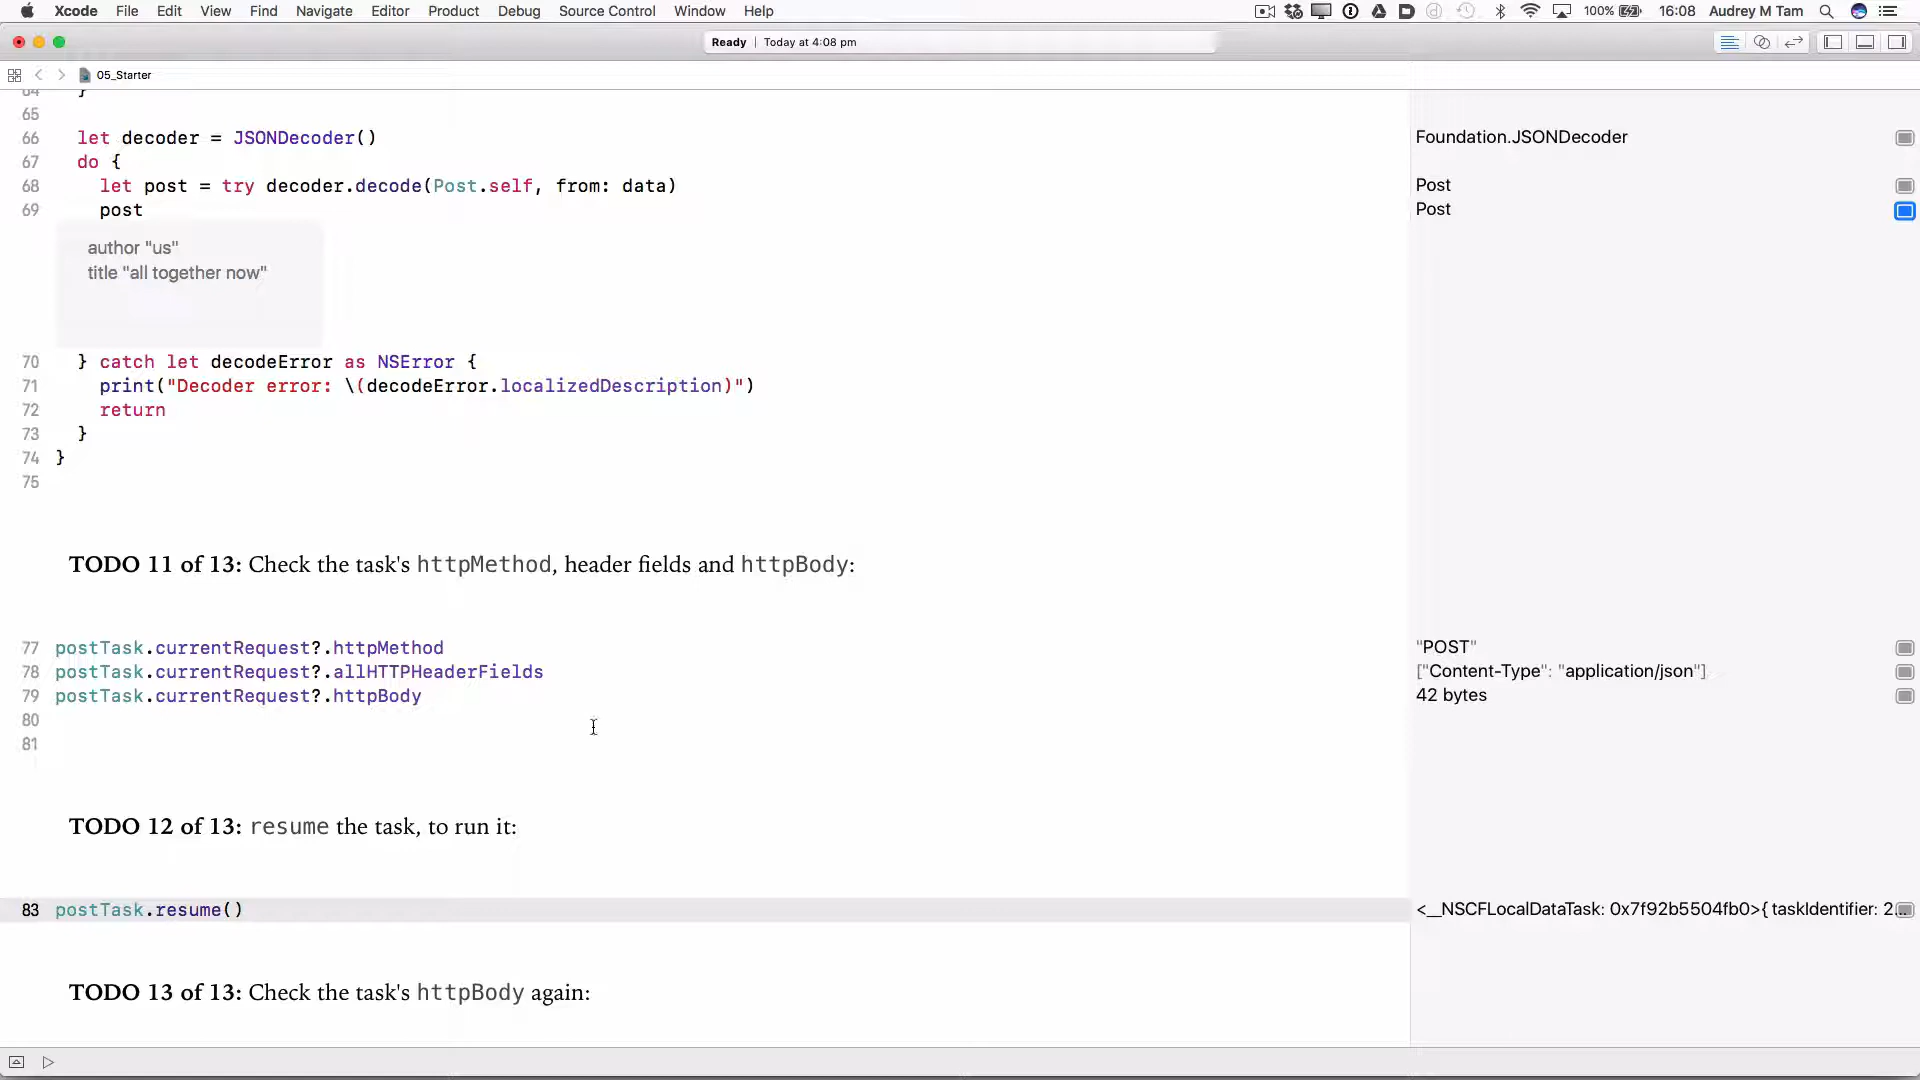 Xcode File Edit View Find Navigate Editor Product Debug Source Control Window Help 100% 16:08 Audrey M Tam
Ready | Today at 4:08 pm
05_Starter
64 }
65
66 let decoder = JSONDecoder() Foundation.JSONDecoder
67 do {
68 let post = try decoder.decode(Post.self, from: data) Post
69 post Post
author "us"
title "all together now"
70 } catch let decodeError as NSError {
71 print("Decoder error: \(decodeError.localizedDescription)")
72 return
73 }
74 }
75
TODO 11 of 13: Check the task's httpMethod, header fields and httpBody:
77 postTask.currentRequest?.httpMethod "POST"
78 postTask.currentRequest?.allHTTPHeaderFields ["Content-Type": "application/json"]
79 postTask.currentRequest?.httpBody 42 bytes
80
81
TODO 12 of 13: resume the task, to run it:
83 postTask.resume() <__NSCFLocalDataTask: 0x7f92b5504fb0>{ taskIdentifier: 2...
TODO 13 of 13: Check the task's httpBody again: